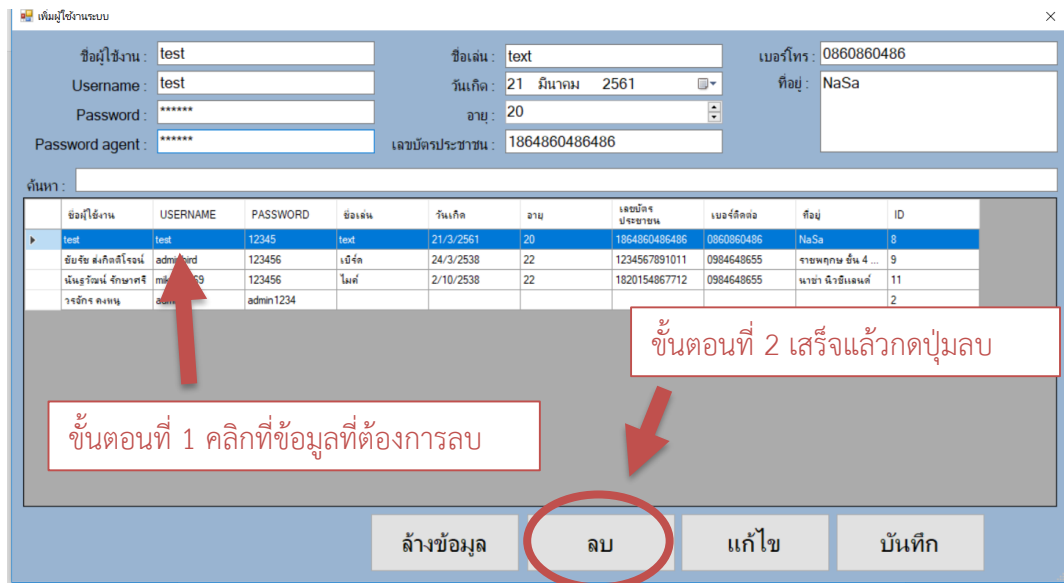 เพิ่มผู้ใช้งานระบบ
ชื่อผู้ใช้งาน : test ชื่อเล่น : text เบอร์โทร : 0860860486
Username : test วันเกิด : 21 มีนาคม 2561 ที่อยู่ : NaSa
Password : ****** อายุ : 20
Password agent : ****** เลขบัตรประชาชน : 1864860486486
ค้นหา :
ชื่อผู้ใช้งาน USERNAME PASSWORD ชื่อเล่น วันเกิด อายุ เลขบัตรประชาชน เบอร์ติดต่อ ที่อยู่ ID
test test 12345 text 21/3/2561 20 1864860486486 0860860486 NaSa 8
123456 เบิร์ด 24/3/2538 22 1234567891011 0984648655 ราชพฤกษ ชั้น 4 ... 9
123456 ไมค์ 2/10/2538 22 1820154867712 0984648655 11
admin1234 2
ขั้นตอนที่ 2 เสร็จแล้วกดปุ่มลบ
ขั้นตอนที่ 1 คลิกที่ข้อมูลที่ต้องการลบ
ล้างข้อมูล ลบ แก้ไข บันทึก